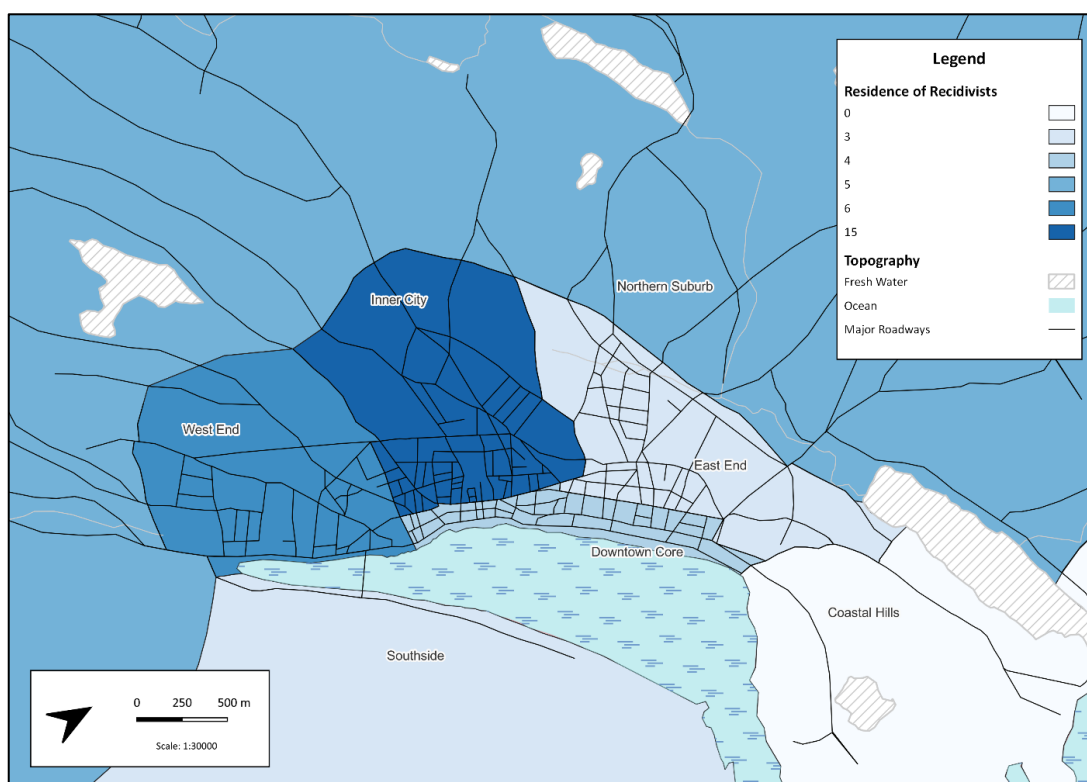 Legend
Residence of Recidivists
0
3
4
5
6
15
Topography
Fresh Water
Ocean
Major Roadways
Northern Suburb
Inner City
West End
East End
Downtown Core
Coastal Hills
Southside
0 250 500 m
Scale: 1:30000